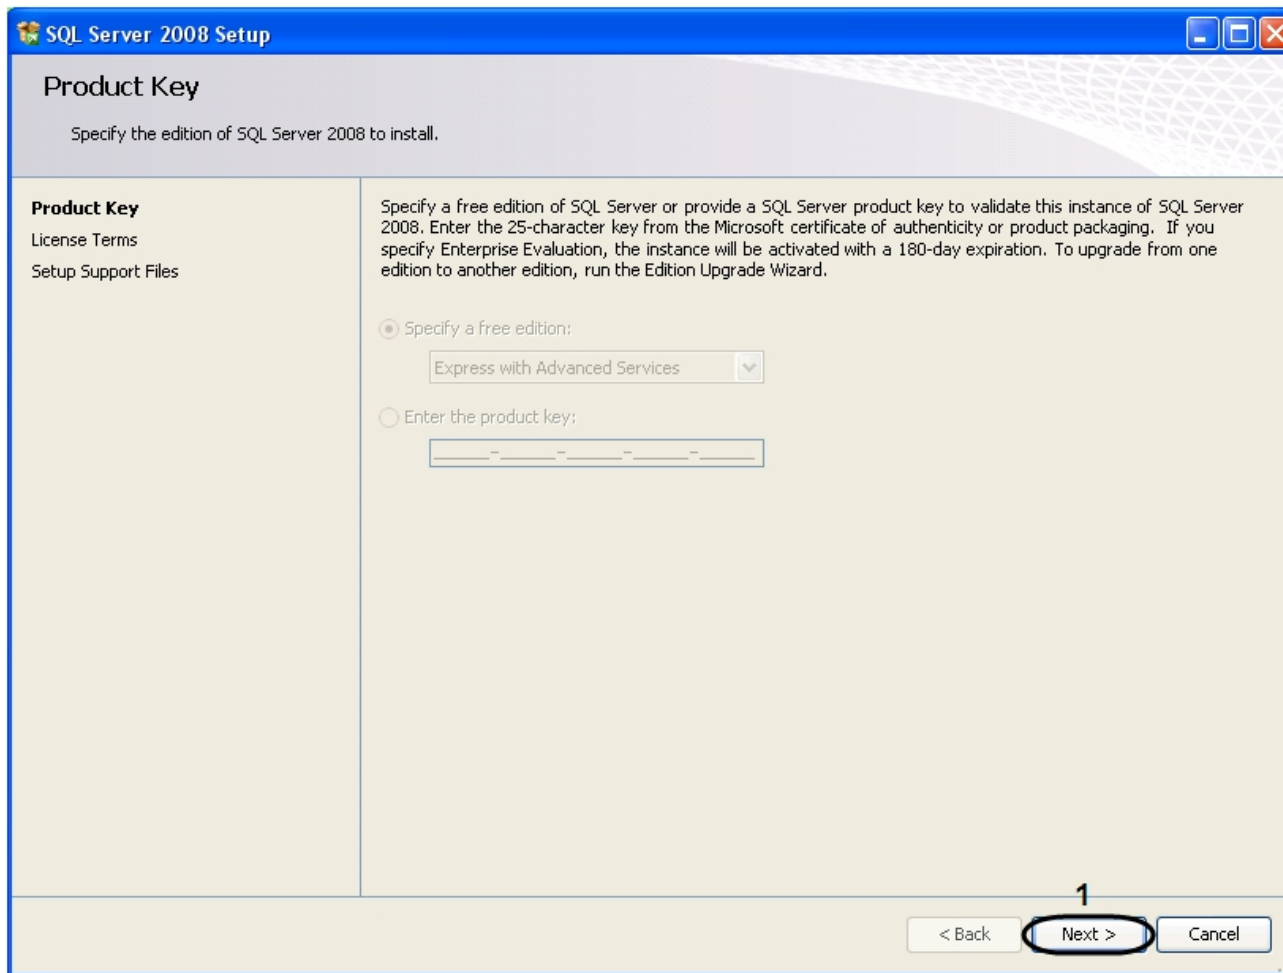 SQL Server 2008 Setup
Product Key
Specify the edition of SQL Server 2008 to install.
Product Key
License Terms
Setup Support Files
Specify a free edition of SQL Server or provide a SQL Server product key to validate this instance of SQL Server
2008. Enter the 25-character key from the Microsoft certificate of authenticity or product packaging.  If you
specify Enterprise Evaluation, the instance will be activated with a 180-day expiration. To upgrade from one
edition to another edition, run the Edition Upgrade Wizard.
Specify a free edition:
Express with Advanced Services
Enter the product key:
_____-_____-_____-_____-_____
1
< Back
Next >
Cancel